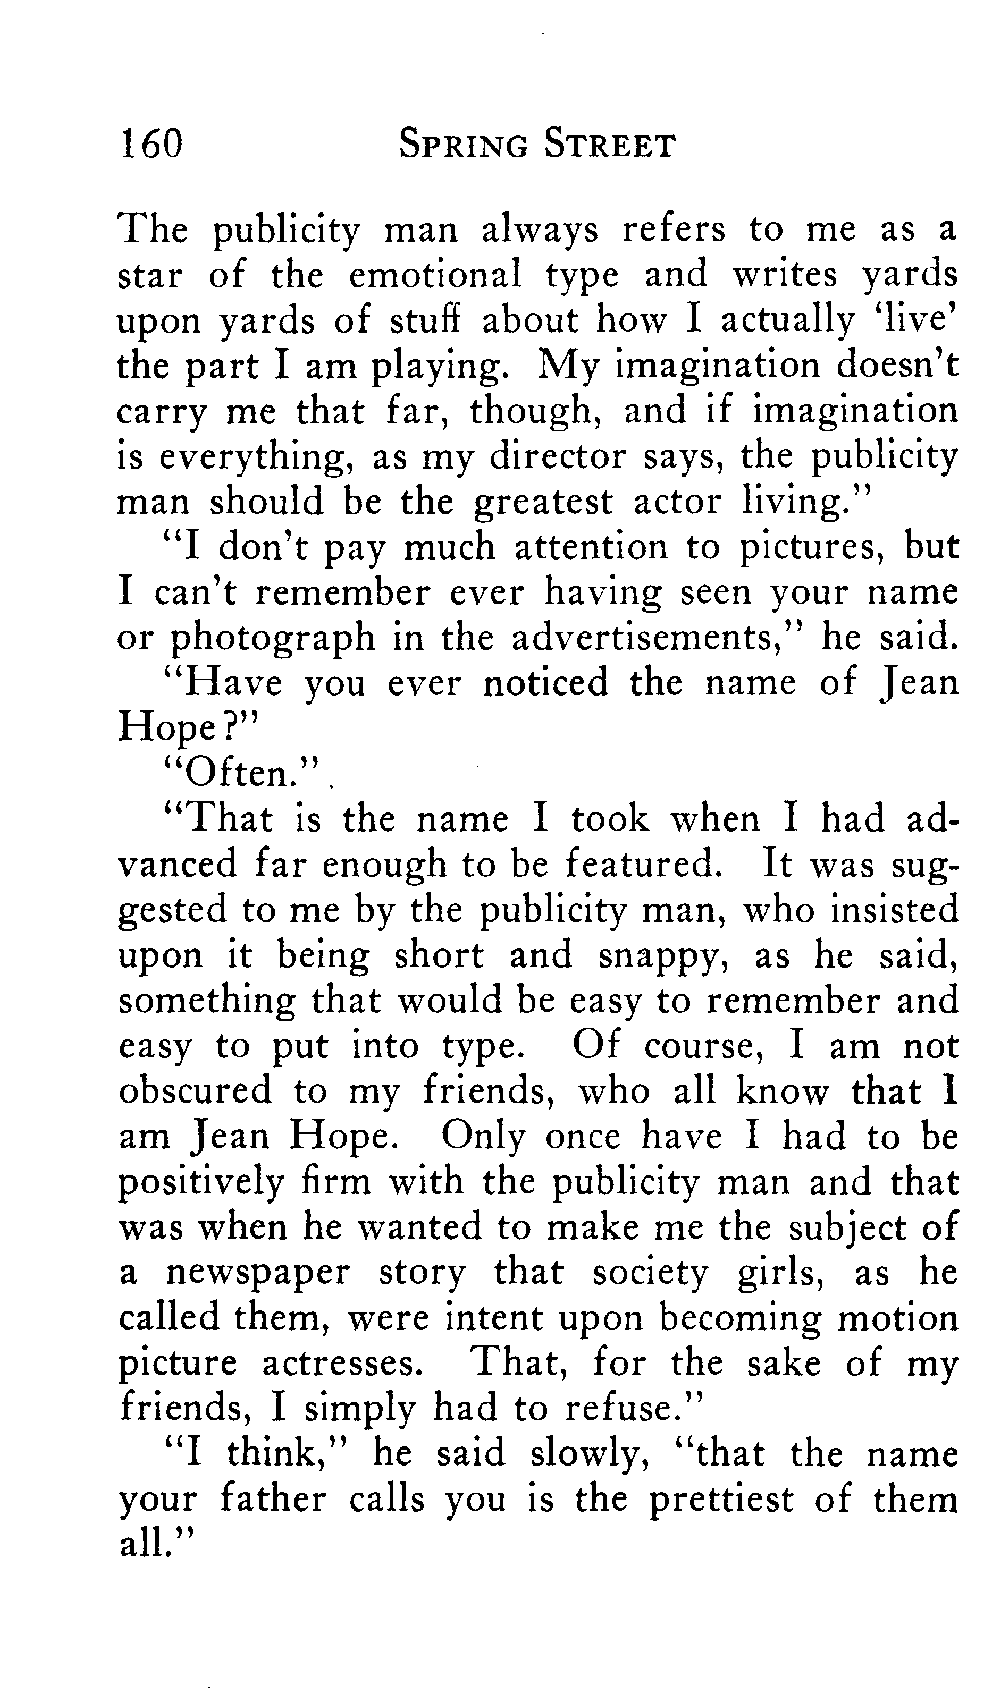 160 SPRING STREET
The publicity man always refers to me as a
star of the emotional type and writes yards
upon yards of stuff about how I actually ‘live’
the part I am playing. My imagination doesn’t
carry me that far, though, and if imagination
is everything, as my director says, the publicity
man should be the greatest actor living.”
“I don’t pay much attention to pictures, but
I can’t remember ever having seen your name
or photograph in the advertisements,” he said.
“Have you ever noticed the name of Jean
Hope?”
“Often.”
“That is the name I took when I had ad-
vanced far enough to be featured. It was sug-
gested to me by the publicity man, who insisted
upon it being short and snappy, as he said,
something that would be easy to remember and
easy to put into type. Of course, I am not
obscured to my friends, who all know that I
am Jean Hope. Only once have I had to be
positively firm with the publicity man and that
was when he wanted to make me the subject of
a newspaper story that society girls, as he
called them, were intent upon becoming motion
picture actresses. That, for the sake of my
friends, I simply had to refuse.”
“I think,” he said slowly, “that the name
your father calls you is the prettiest of them
all.”